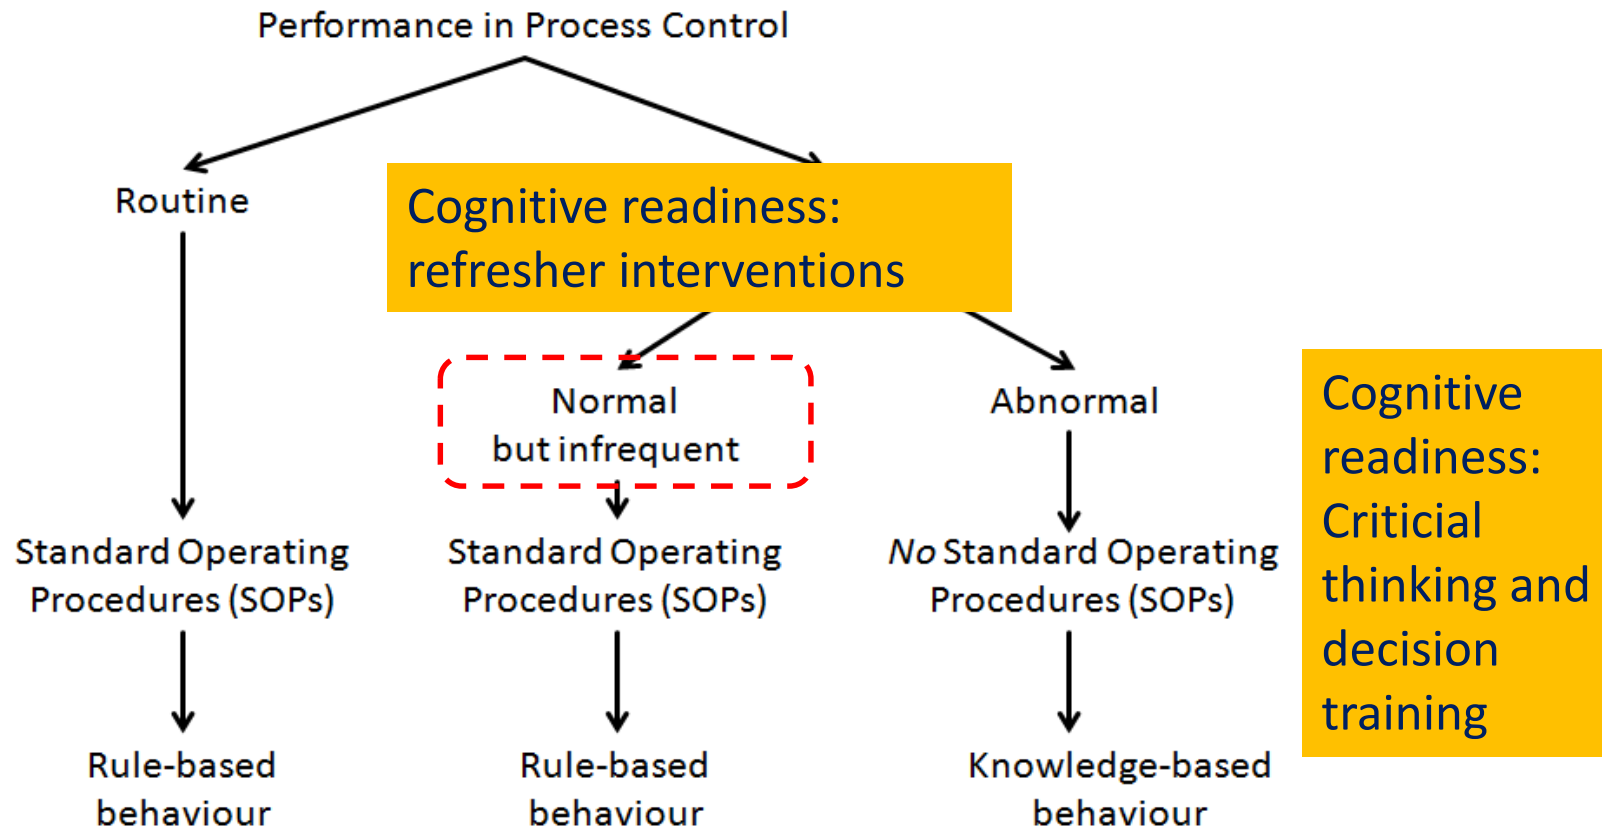 Performance in Process Control
Routine
Cognitive readiness:
refresher interventions
Normal
but infrequent
Abnormal
Standard Operating
Procedures (SOPs)
Standard Operating
Procedures (SOPs)
No Standard Operating
Procedures (SOPs)
Rule-based
behaviour
Rule-based
behaviour
Knowledge-based
behaviour
Cognitive
readiness:
Criticial
thinking and
decision
training